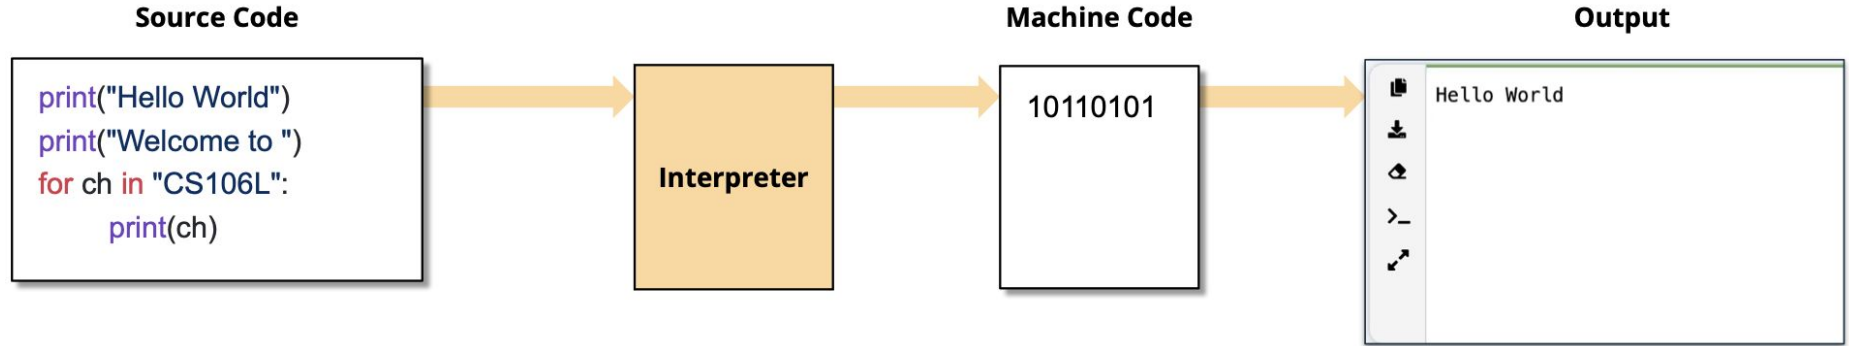 Source Code
Machine Code
Output
print("Hello World")
print("Welcome to ")
for ch in "CS106L":
print(ch)
Interpreter
10110101
Hello World